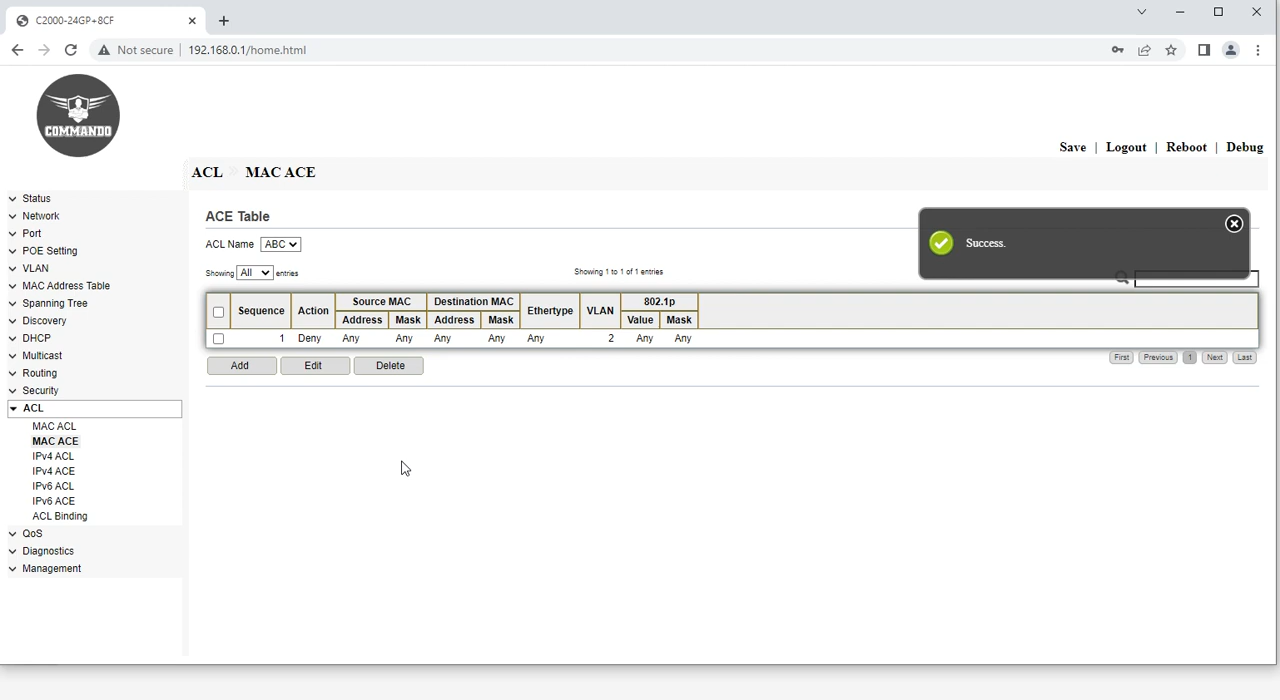 C2000-24GP+8CF
Not secure | 192.168.0.1/home.html
COMMANDO
Save | Logout | Reboot | Debug
ACL » MAC ACE
Status
Network
Port
POE Setting
VLAN
MAC Address Table
Spanning Tree
Discovery
DHCP
Multicast
Routing
Security
ACL
MAC ACL
MAC ACE
IPv4 ACL
IPv4 ACE
IPv6 ACL
IPv6 ACE
ACL Binding
QoS
Diagnostics
Management
ACE Table
ACL Name ABC
Success.
Showing All entries
Showing 1 to 1 of 1 entries
Sequence Action Source MAC Destination MAC Ethertype VLAN 802.1p
Address Mask Address Mask Value Mask
1 Deny Any Any Any Any Any 2 Any Any
Add Edit Delete
First Previous 1 Next Last